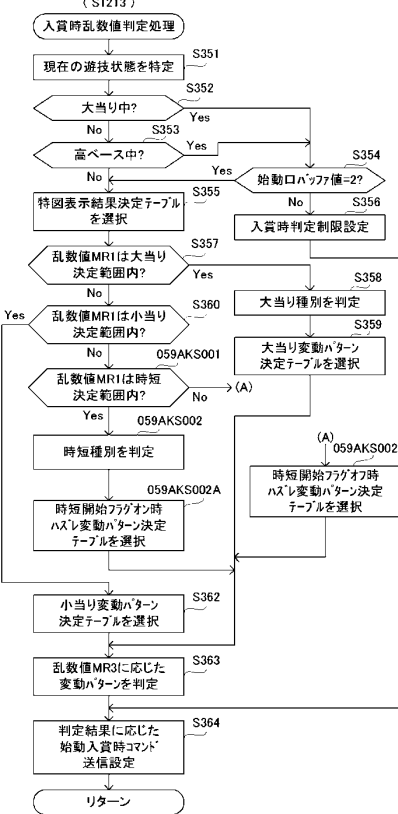 (S1213)
入賞時乱数値判定処理
S351
現在の遊技状態を特定
S352
大当り中?
Yes
No
S353
高ベース中?
Yes
No
Yes
S354
始動口バッファ値=2?
No
S355
特図表示結果決定テーブル
を選択
S356
入賞時判定制限設定
S357
乱数値MR1は大当り
決定範囲内?
Yes
No
S358
大当り種別を判定
S359
大当り変動パターン
決定テーブルを選択
Yes
S360
乱数値MR1は小当り
決定範囲内?
No
059AKS001
乱数値MR1は時短
決定範囲内?
No
(A)
Yes
059AKS002
時短種別を判定
059AKS002A
時短開始フラグオン時
ハズレ変動パターン決定
テーブルを選択
(A)
059AKS002
時短開始フラグオフ時
ハズレ変動パターン決定
テーブルを選択
S362
小当り変動パターン
決定テーブルを選択
S363
乱数値MR3に応じた
変動パターンを判定
S364
判定結果に応じた
始動入賞時コマンド
送信設定
リターン